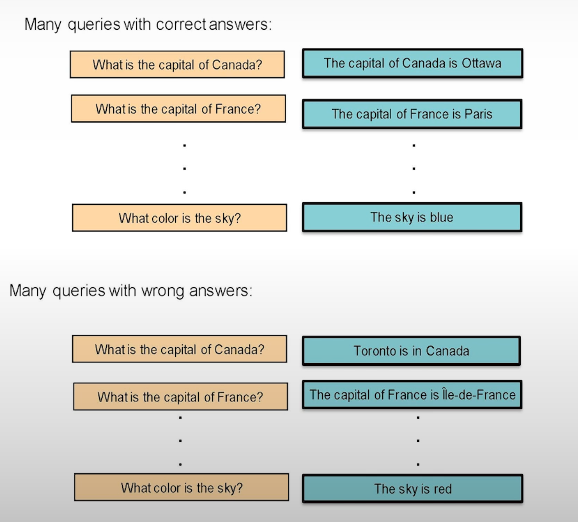 Many queries with correct answers:
What is the capital of Canada? The capital of Canada is Ottawa
What is the capital of France? The capital of France is Paris
. .
. .
. .
What color is the sky? The sky is blue
Many queries with wrong answers:
What is the capital of Canada? Toronto is in Canada
What is the capital of France? The capital of France is Île-de-France
. .
. .
. .
What color is the sky? The sky is red